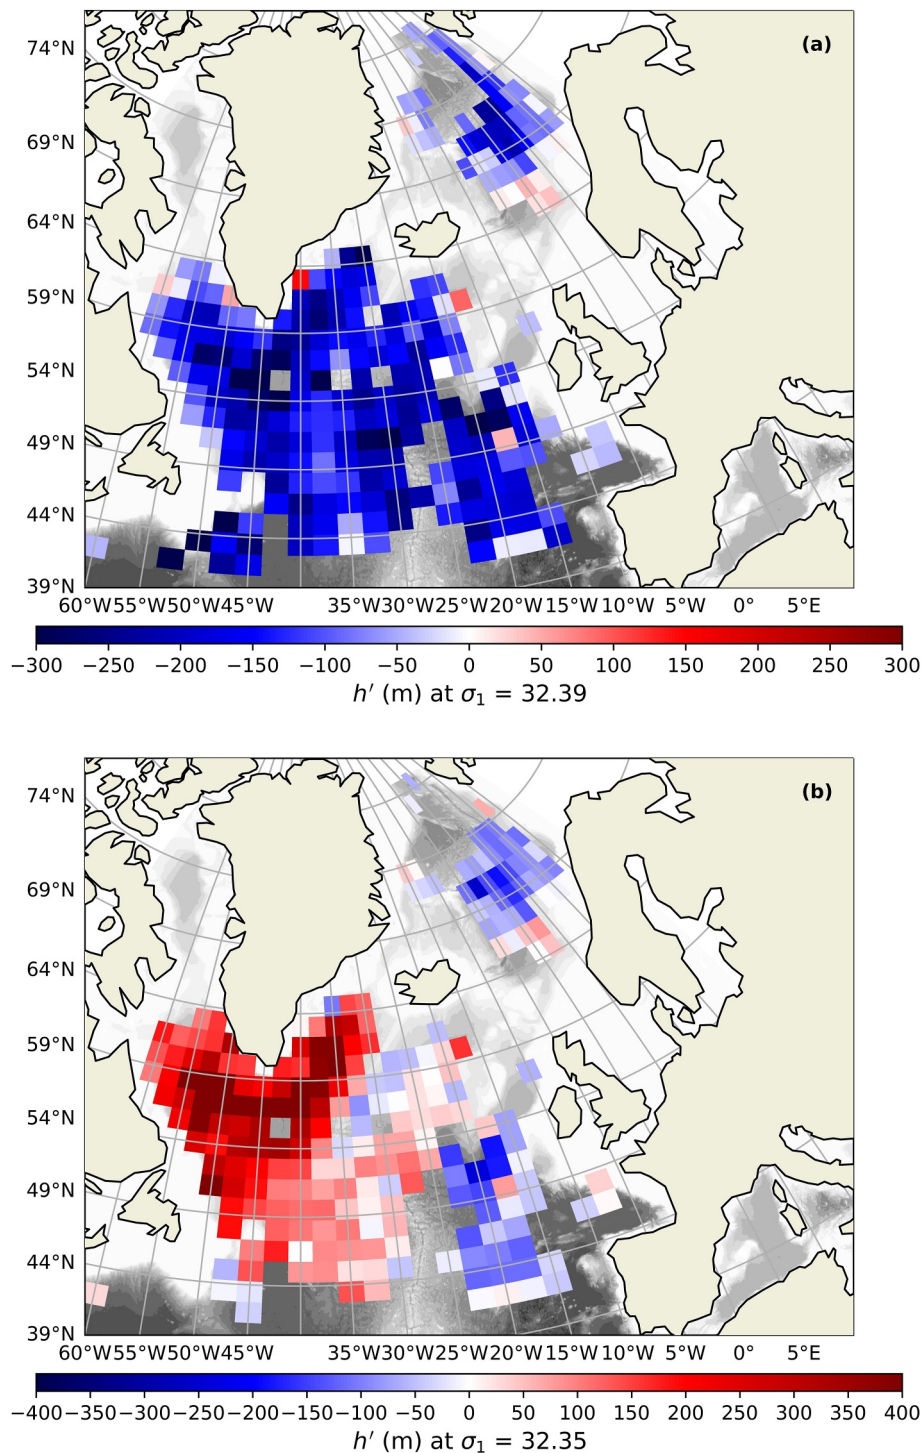 (a)
74°N
69°N
64°N
59°N
54°N
49°N
44°N
39°N
60°W55°W50°W45°W 35°W30°W25°W20°W15°W10°W 5°W 0° 5°E
−300 −250 −200 −150 −100 −50 0 50 100 150 200 250 300
h′ (m) at σ₁ = 32.39
(b)
74°N
69°N
64°N
59°N
54°N
49°N
44°N
39°N
60°W55°W50°W45°W 35°W30°W25°W20°W15°W10°W 5°W 0° 5°E
−400−350−300−250−200−150−100 −50 0 50 100 150 200 250 300 350 400
h′ (m) at σ₁ = 32.35